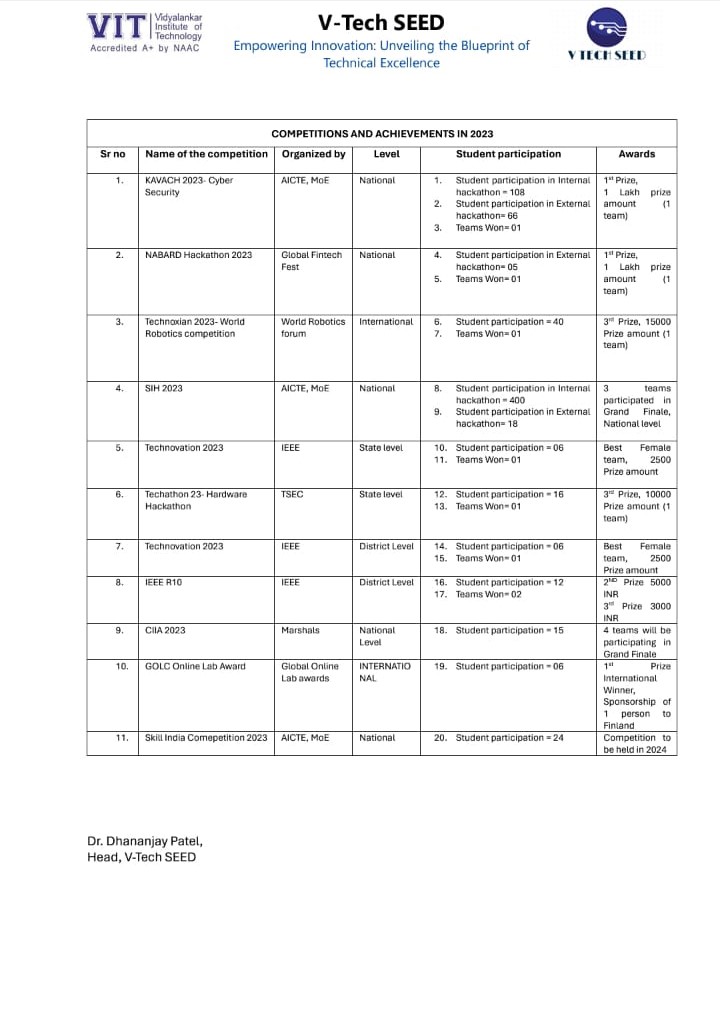 VIT Vidyalankar
Institute of
Technology
Accredited A+ by NAAC
V-Tech SEED
Empowering Innovation: Unveiling the Blueprint of
Technical Excellence
V TECH SEED
COMPETITIONS AND ACHIEVEMENTS IN 2023
Sr no Name of the competition Organized by Level Student participation Awards
1. KAVACH 2023- Cyber AICTE, MoE National 1. Student participation in Internal 1st Prize,
Security hackathon = 108 1 Lakh prize
2. Student participation in External amount (1
hackathon= 66 team)
3. Teams Won= 01
2. NABARD Hackathon 2023 Global Fintech National 4. Student participation in External 1st Prize,
Fest hackathon= 05 1 Lakh prize
5. Teams Won= 01 amount (1
team)
3. Technoxian 2023- World World Robotics International 6. Student participation = 40 3rd Prize, 15000
Robotics competition forum 7. Teams Won= 01 Prize amount (1
team)
4. SIH 2023 AICTE, MoE National 8. Student participation in Internal 3 teams
hackathon = 400 participated in
9. Student participation in External Grand Finale,
hackathon= 18 National level
5. Technovation 2023 IEEE State level 10. Student participation = 06 Best Female
11. Teams Won= 01 team, 2500
Prize amount
6. Techathon 23- Hardware TSEC State level 12. Student participation = 16 3rd Prize, 10000
Hackathon 13. Teams Won= 01 Prize amount (1
team)
7. Technovation 2023 IEEE District Level 14. Student participation = 06 Best Female
15. Teams Won= 01 team, 2500
Prize amount
8. IEEE R10 IEEE District Level 16. Student participation = 12 2ND Prize 5000
17. Teams Won= 02 INR
3rd Prize 3000
INR
9. CIIA 2023 Marshals National 18. Student participation = 15 4 teams will be
Level participating in
Grand Finale
10. GOLC Online Lab Award Global Online INTERNATIO 19. Student participation = 06 1st Prize
Lab awards NAL International
Winner,
Sponsorship of
1 person to
Finland
11. Skill India Comepetition 2023 AICTE, MoE National 20. Student participation = 24 Competition to
be held in 2024
Dr. Dhananjay Patel,
Head, V-Tech SEED